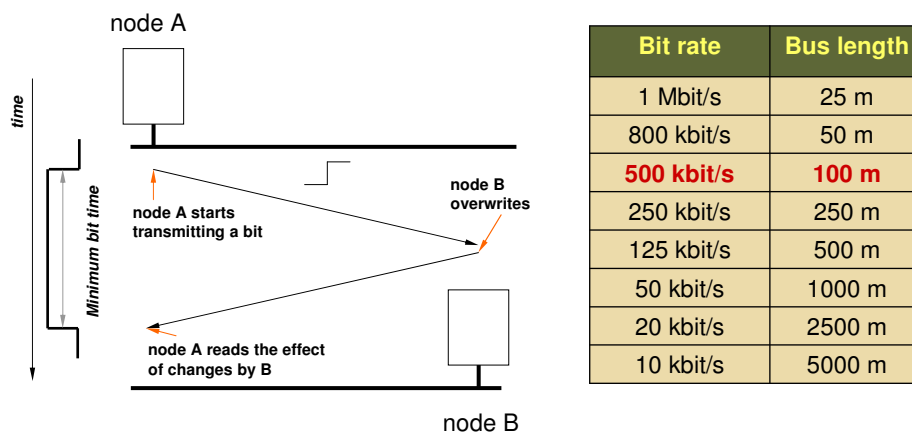 node A
time
Minimum bit time
node A starts
transmitting a bit
node B
overwrites
node A reads the effect
of changes by B
node B
Bit rate Bus length
1 Mbit/s 25 m
800 kbit/s 50 m
500 kbit/s 100 m
250 kbit/s 250 m
125 kbit/s 500 m
50 kbit/s 1000 m
20 kbit/s 2500 m
10 kbit/s 5000 m